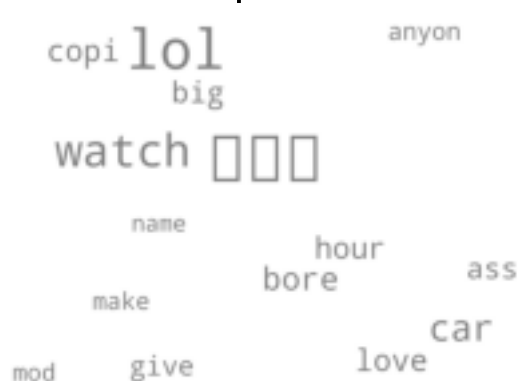 anyon
copi lol
big
watch
name
hour
bore
ass
make
car
love
give
mod